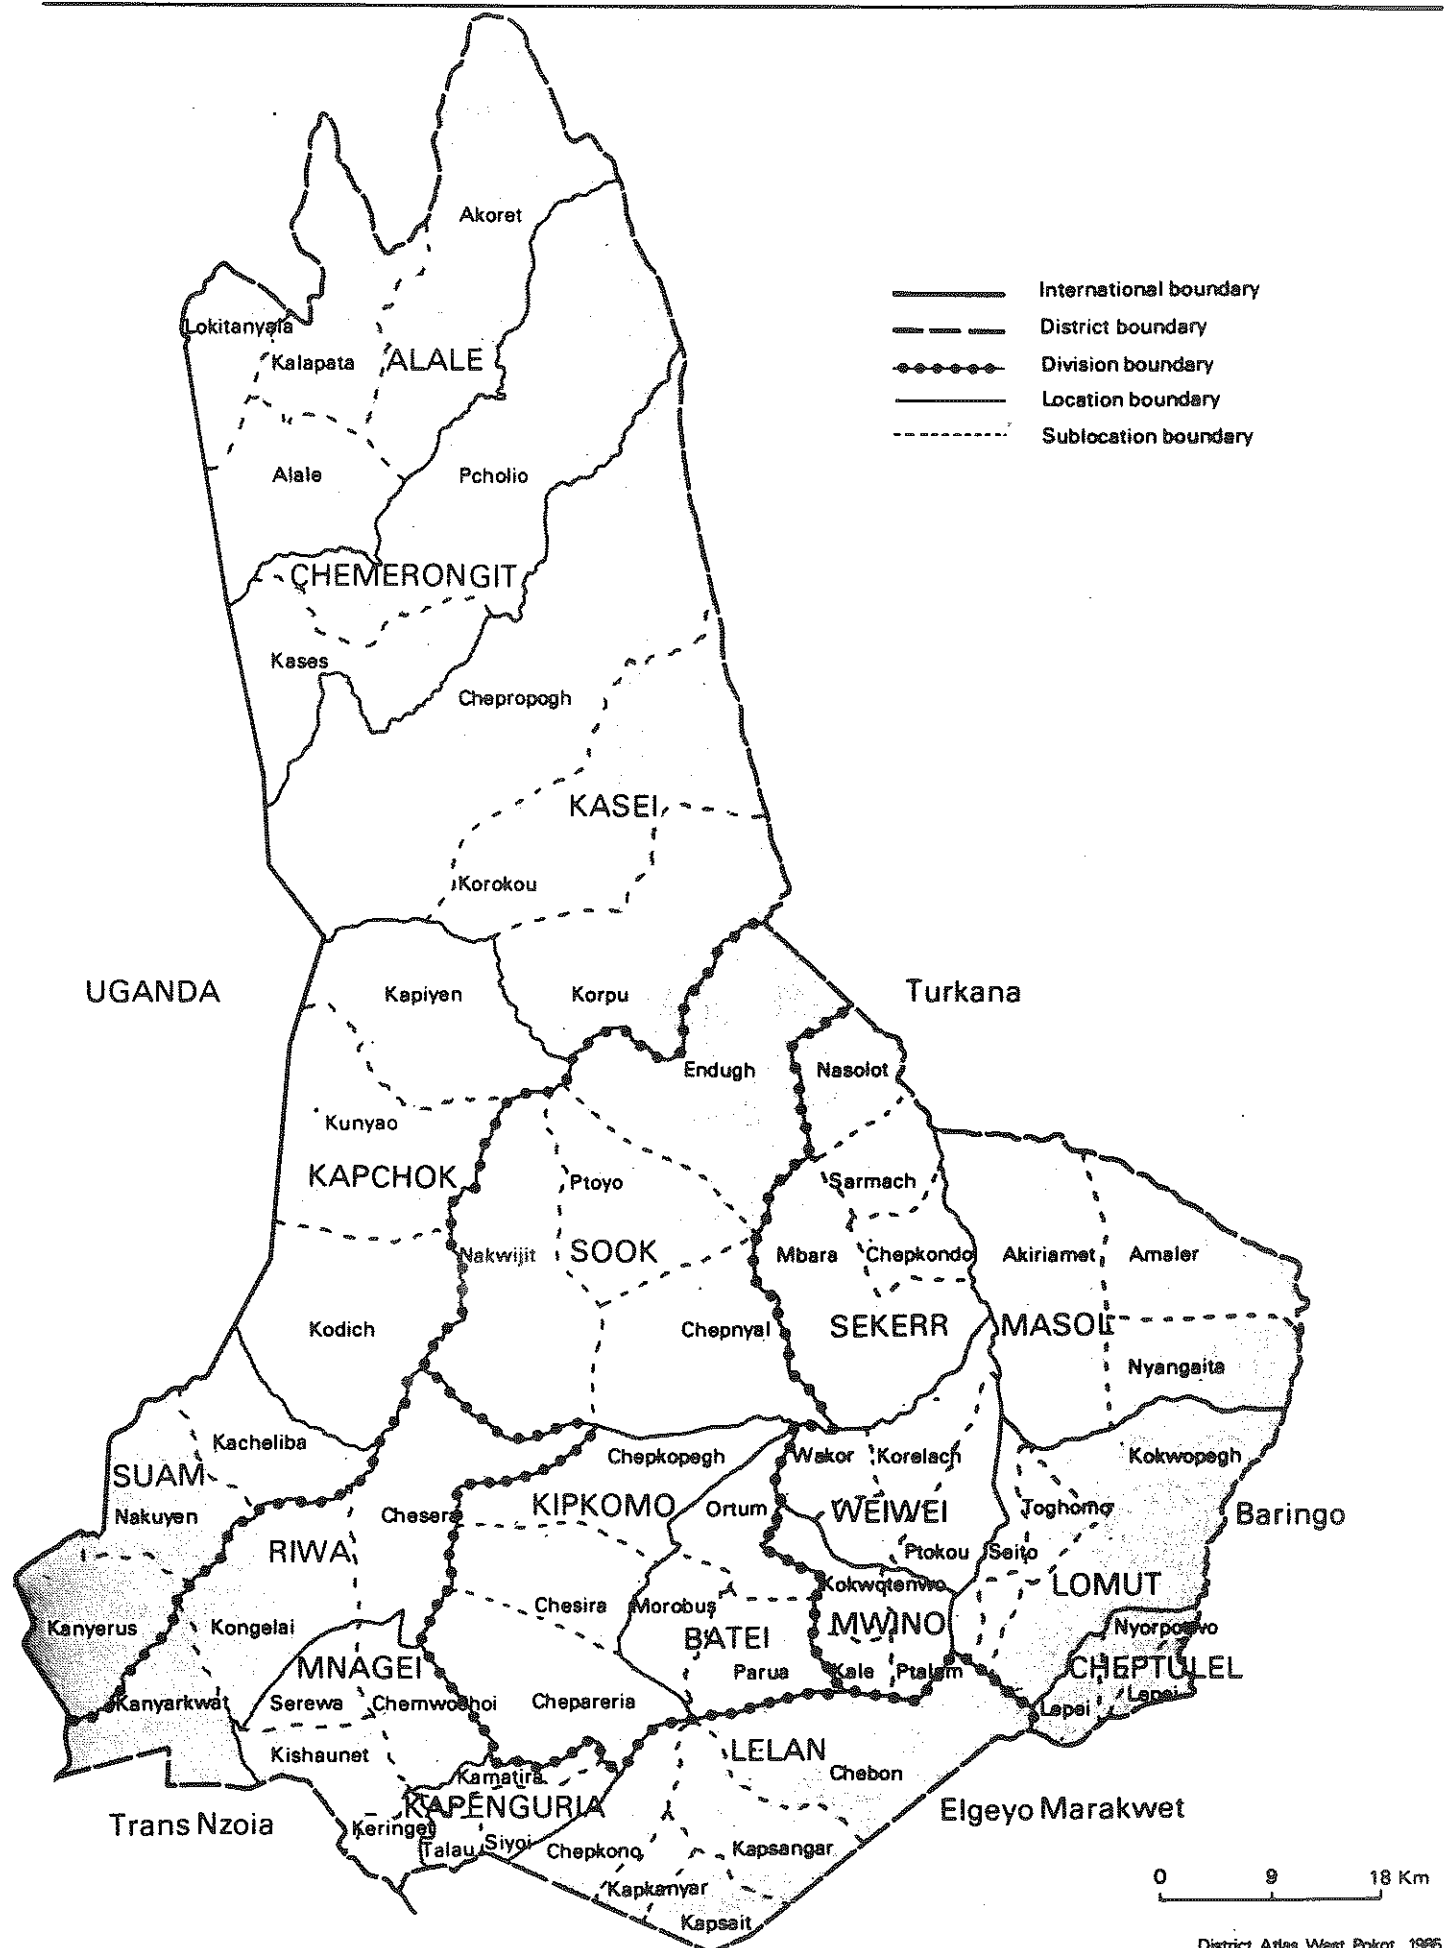 Akoret
International boundary
District boundary
Lokitanyala
Kalapata
ALALE
Division boundary
Location boundary
Sublocation boundary
Alale
Pcholio
CHEMERONGIT
Kases
Chepropogh
KASEI
Korokou
UGANDA
Kapiyen
Korpu
Turkana
Endugh
Nasolot
Kunyao
KAPCHOK
Ptoyo
Sarmach
Nakwijit
SOOK
Mbara
Chepkondo
Akiriamet
Amaler
Kodich
Chepnyal
SEKERR
MASOL
Nyangaita
Kacheliba
Chepkopegh
Wakor
Korelach
Kokwopegh
SUAM
Nakuyen
Chesera
KIPKOMO
Ortum
WEIWEI
Toghomo
Baringo
RIWA
Ptokou
Seito
Kokwotenwo
LOMUT
Kanyerus
Kongelai
Chesira
Morobus
BATEI
MWINO
Nyorpowwo
MNAGEI
Parua
Kale
Ptalam
CHEPTULEL
Kanyarkwat
Serewa
Chemwochoi
Chepareria
Lapei
Lepei
Kishaunet
LELAN
Chebon
Kamatira
KAPENGURIA
Elgeyo Marakwet
Trans Nzoia
Keringet
Talau
Siyoi
Chepkono
Kapsangar
Kapkanyar
Kapsait
0 9 18 Km
District Atlas West Pokot, 1985